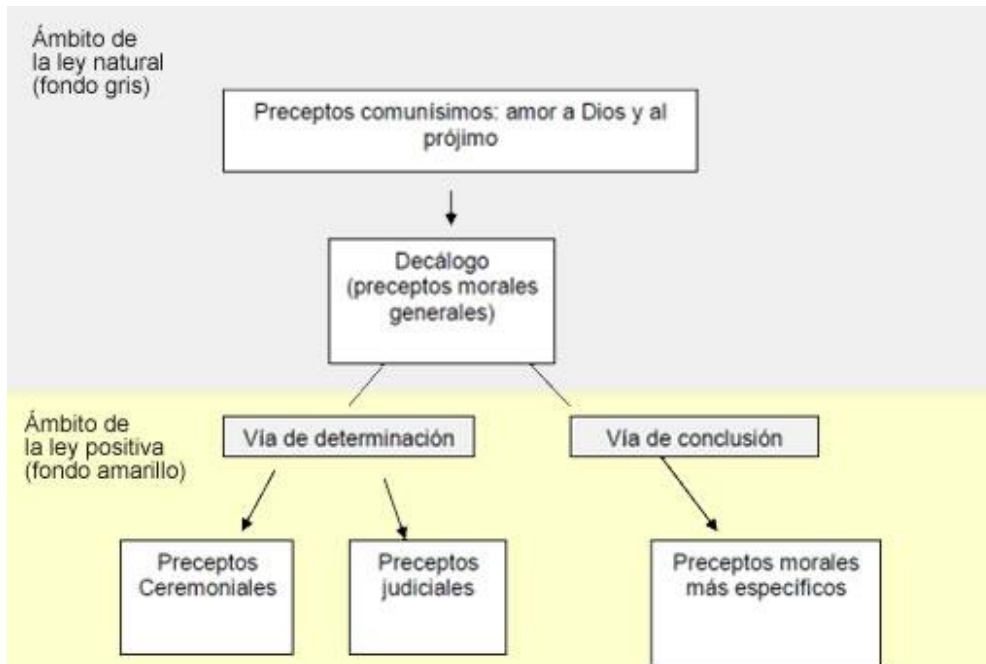 Ámbito de
la ley natural
(fondo gris)
Preceptos comunísimos: amor a Dios y al
prójimo
Decálogo
(preceptos morales
generales)
Ámbito de
la ley positiva
(fondo amarillo)
Vía de determinación
Vía de conclusión
Preceptos
Ceremoniales
Preceptos
judiciales
Preceptos morales
más específicos